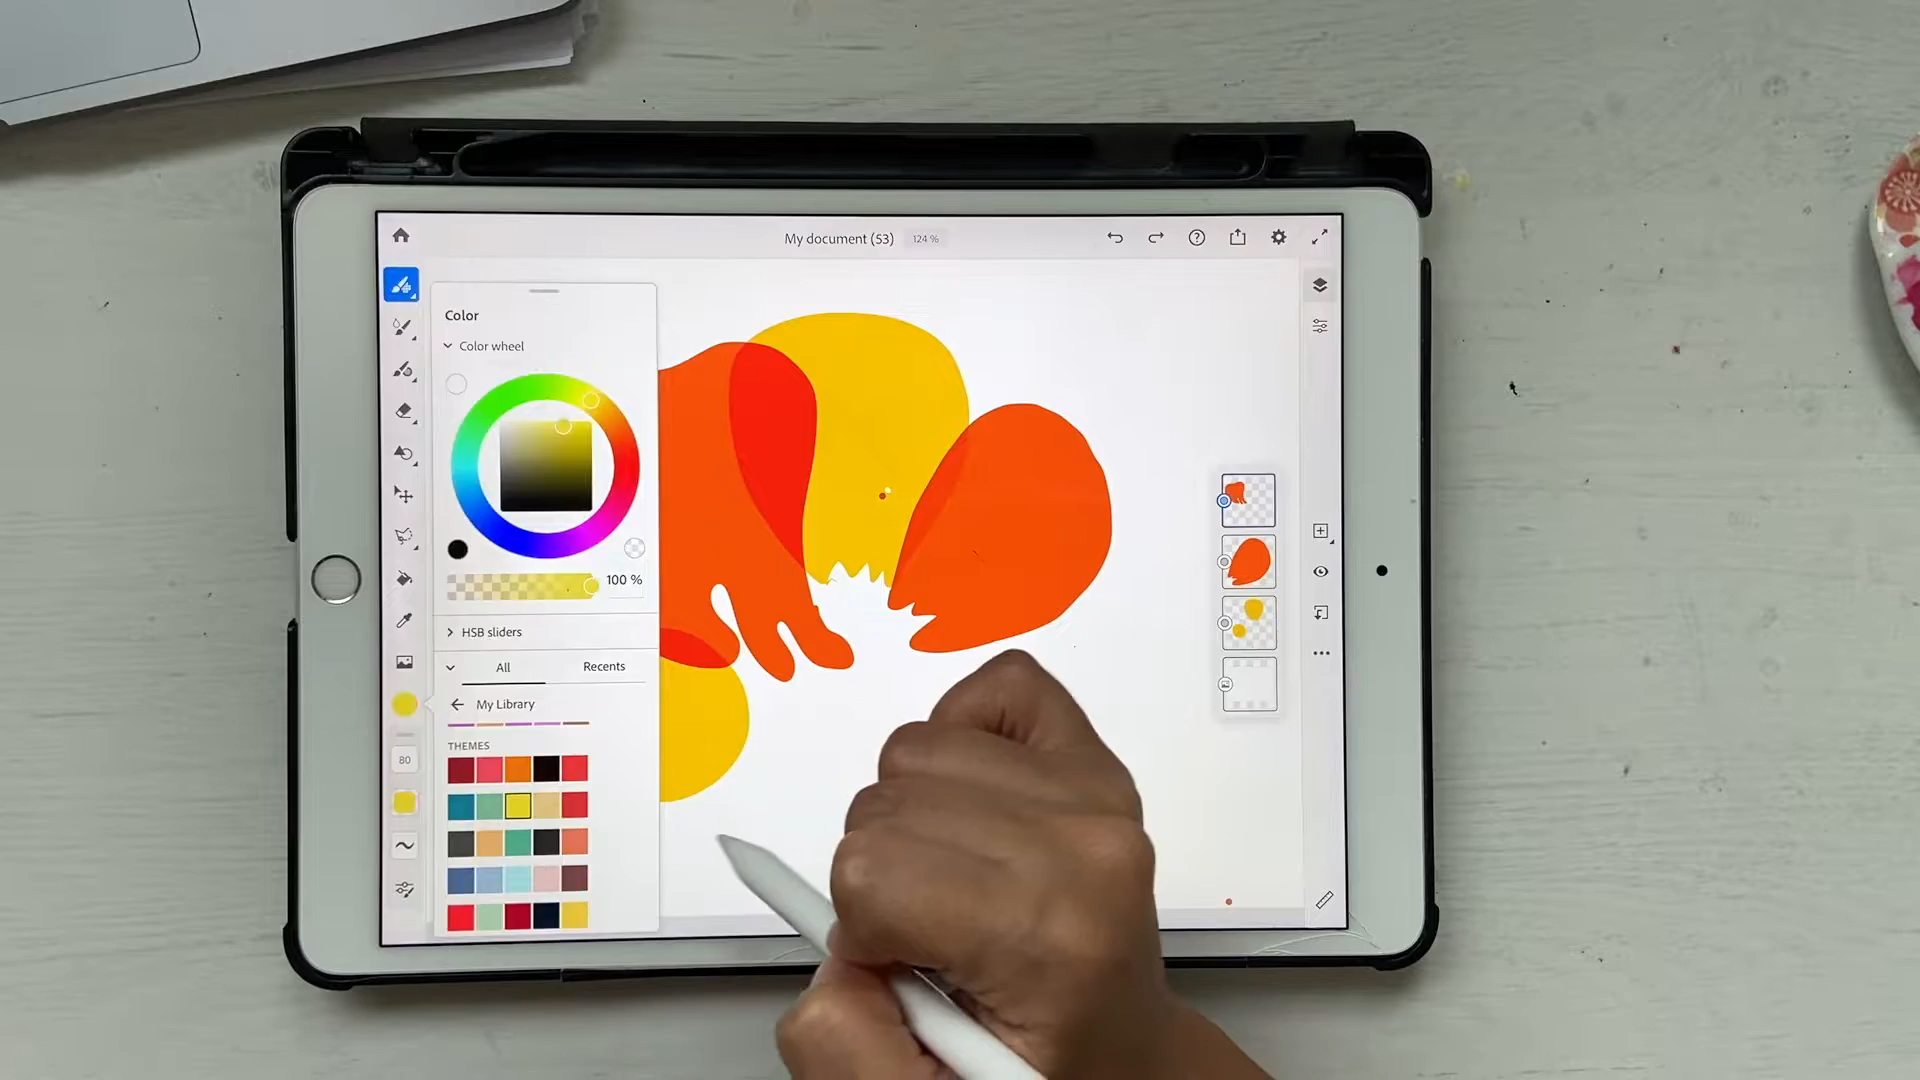 My document (53) 124 %
Color
Color wheel
100 %
HSB sliders
All Recents
My Library
THEMES
80